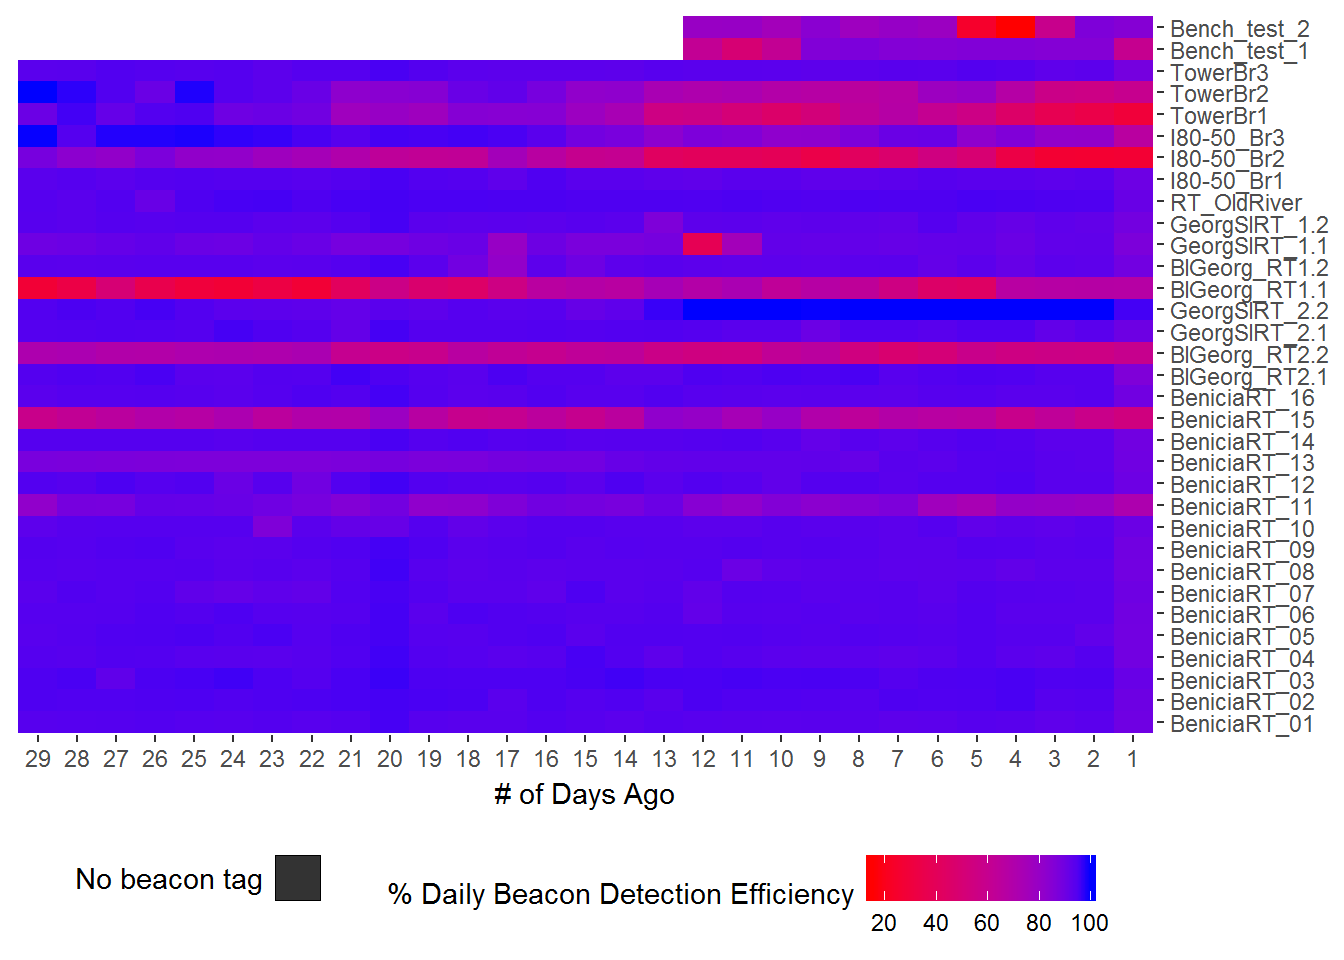 Bench_test_2
Bench_test_1
TowerBr3
TowerBr2
TowerBr1
I80-50_Br3
I80-50_Br2
I80-50_Br1
RT_OldRiver
GeorgSlRT_1.2
GeorgSlRT_1.1
BlGeorg_RT1.2
BlGeorg_RT1.1
GeorgSlRT_2.2
GeorgSlRT_2.1
BlGeorg_RT2.2
BlGeorg_RT2.1
BeniciaRT_16
BeniciaRT_15
BeniciaRT_14
BeniciaRT_13
BeniciaRT_12
BeniciaRT_11
BeniciaRT_10
BeniciaRT_09
BeniciaRT_08
BeniciaRT_07
BeniciaRT_06
BeniciaRT_05
BeniciaRT_04
BeniciaRT_03
BeniciaRT_02
BeniciaRT_01
29 28 27 26 25 24 23 22 21 20 19 18 17 16 15 14 13 12 11 10 9 8 7 6 5 4 3 2 1
# of Days Ago
No beacon tag
% Daily Beacon Detection Efficiency
20 40 60 80 100